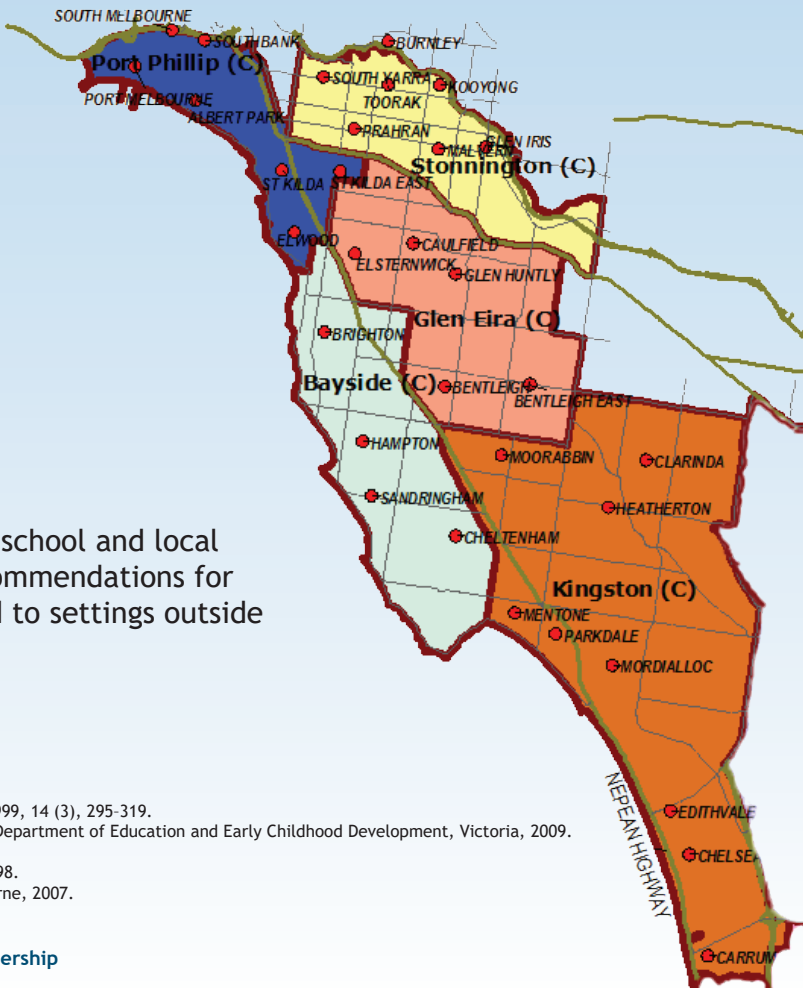 SOUTH MELBOURNE
SOUTHBANK
BURNLEY
Port Phillip (C)
SOUTH YARRA
KOOYONG
TOORAK
PORT MELBOURNE
ALBERT PARK
PRAHRAN
GLEN IRIS
MALVERN
Stonnington (C)
ST KILDA
ST KILDA EAST
ELWOOD
CAULFIELD
ELSTERNWICK
GLEN HUNTLY
Glen Eira (C)
BRIGHTON
Bayside (C)
BENTLEIGH
BENTLEIGH EAST
HAMPTON
MOORABBIN
CLARINDA
SANDRINGHAM
HEATHERTON
CHELTENHAM
school and local
ommendations for
d to settings outside
Kingston (C)
MENTONE
PARKDALE
MORDIALLOC
NEPEAN HIGHWAY
999, 14 (3), 295-319.
EDITHVALE
Department of Education and Early Childhood Development, Victoria, 2009.
CHELSEA
98.
rne, 2007.
ership
CARRUM